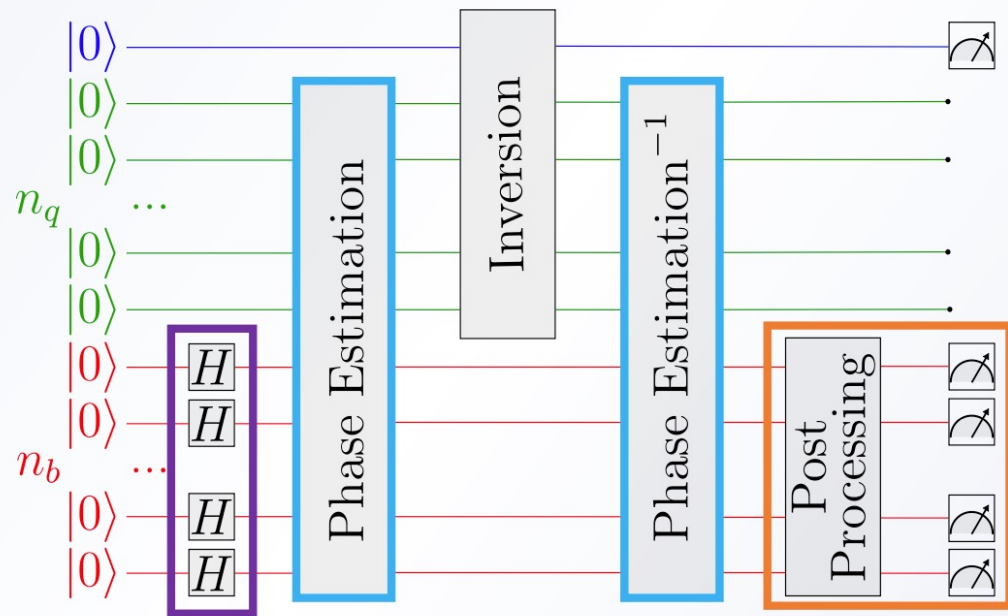 |0⟩
|0⟩
|0⟩
n_q ...
|0⟩
|0⟩
|0⟩ H
|0⟩ H
n_b ...
|0⟩ H
|0⟩ H
Phase Estimation
Inversion
Phase Estimation⁻¹
Post
Processing